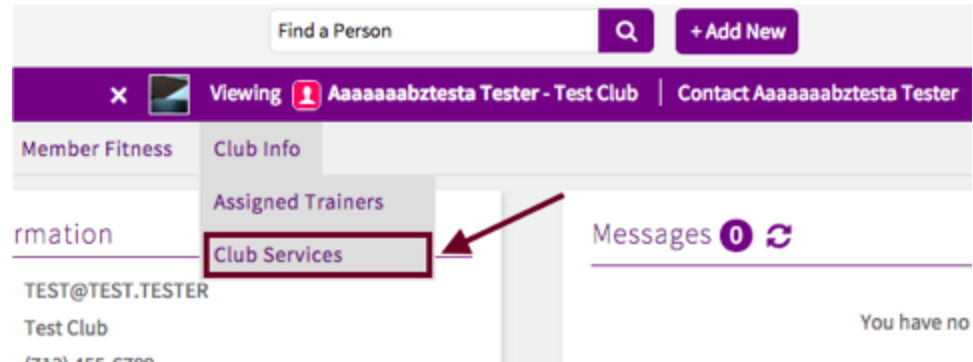 Find a Person
+ Add New
× Viewing Aaaaaaabztesta Tester - Test Club | Contact Aaaaaaabztesta Tester
Member Fitness Club Info
Assigned Trainers
rmation
Club Services
Messages 0
TEST@TEST.TESTER
Test Club
You have no